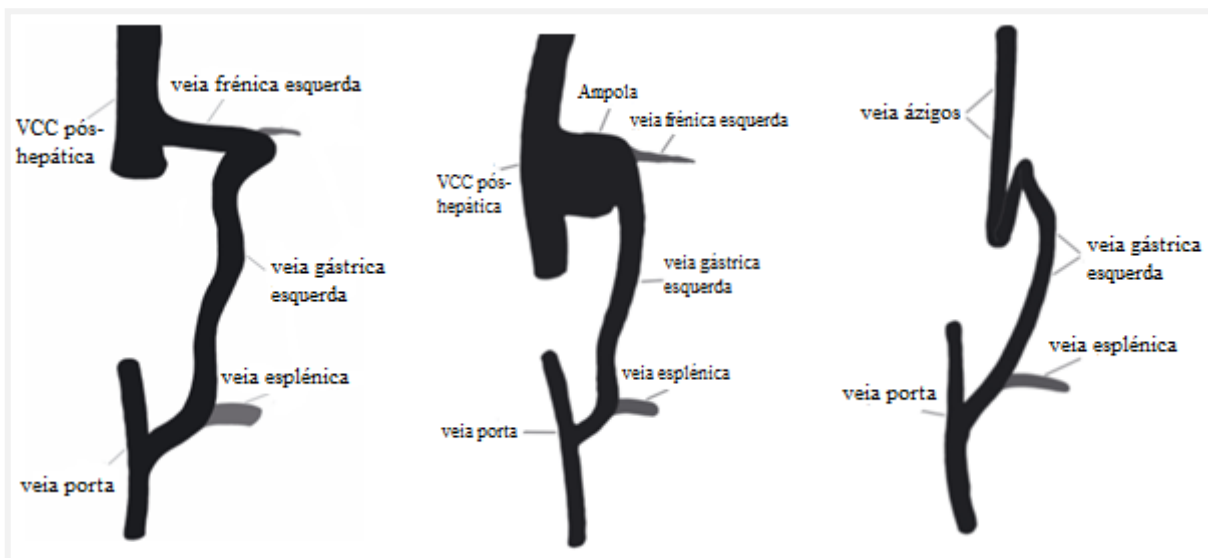 veia frénica esquerda
VCC pós-
hepática
veia gástrica
esquerda
veia esplénica
veia porta
Ampola
veia frénica esquerda
VCC pós-
hepática
veia gástrica
esquerda
veia esplénica
veia porta
veia ázigos
veia gástrica
esquerda
veia esplénica
veia porta